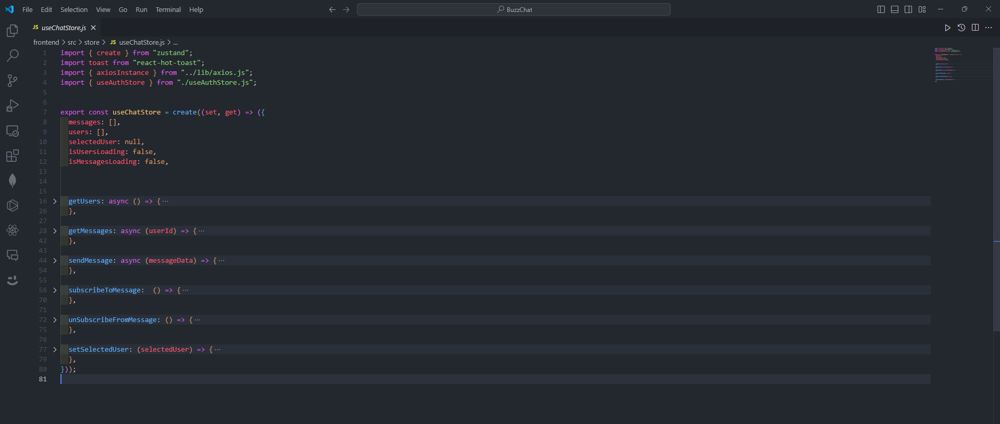 File Edit Selection View Go Run Terminal Help BuzzChat
JS useChatStore.js
frontend > src > store > JS useChatStore.js > ...
1 import { create } from "zustand";
2 import toast from "react-hot-toast";
3 import { axiosInstance } from "../lib/axios.js";
4 import { useAuthStore } from "./useAuthStore.js";
5
6
7 export const useChatStore = create((set, get) => ({
8 messages: [],
9 users: [],
10 selectedUser: null,
11 isUsersLoading: false,
12 isMessagesLoading: false,
13
14
15
16 getUsers: async () => { ...
26 },
27
28 getMessages: async (userId) => { ...
42 },
43
44 sendMessage: async (messageData) => { ...
54 },
55
56 subscribeToMessage:  () => { ...
70 },
71
72 unSubscribeFromMessage: () => { ...
75 },
76
77 setSelectedUser: (selectedUser) => { ...
79 },
80 }));
81